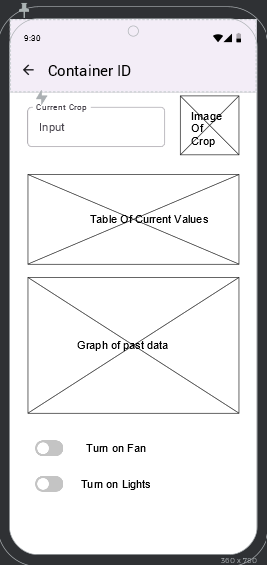 9:30
Container ID
Current Crop
Input
Image
Of
Crop
Table Of Current Values
Graph of past data
Turn on Fan
Turn on Lights
360 x 780